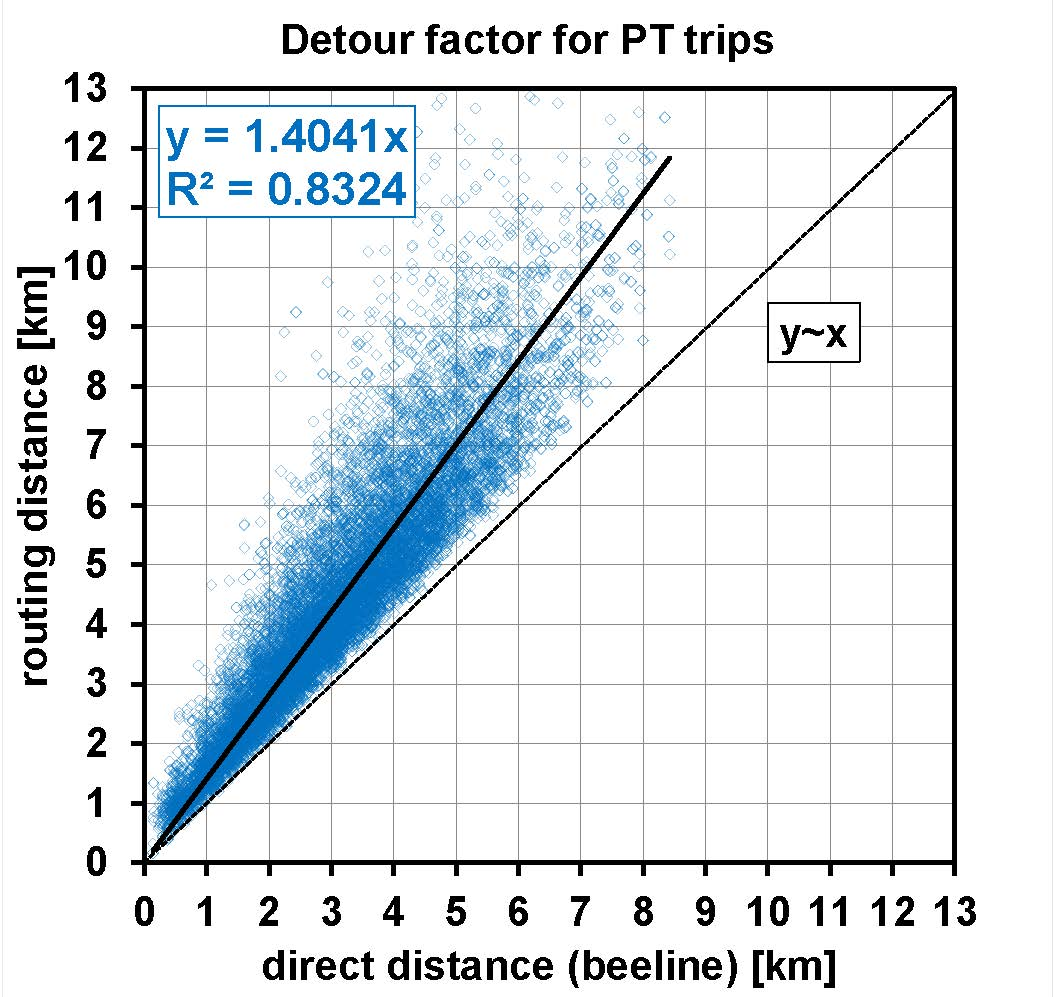 Detour factor for PT trips
y = 1.4041x
R² = 0.8324
y~x
routing distance [km]
13
12
11
10
9
8
7
6
5
4
3
2
1
0
0 1 2 3 4 5 6 7 8 9 10 11 12 13
direct distance (beeline) [km]